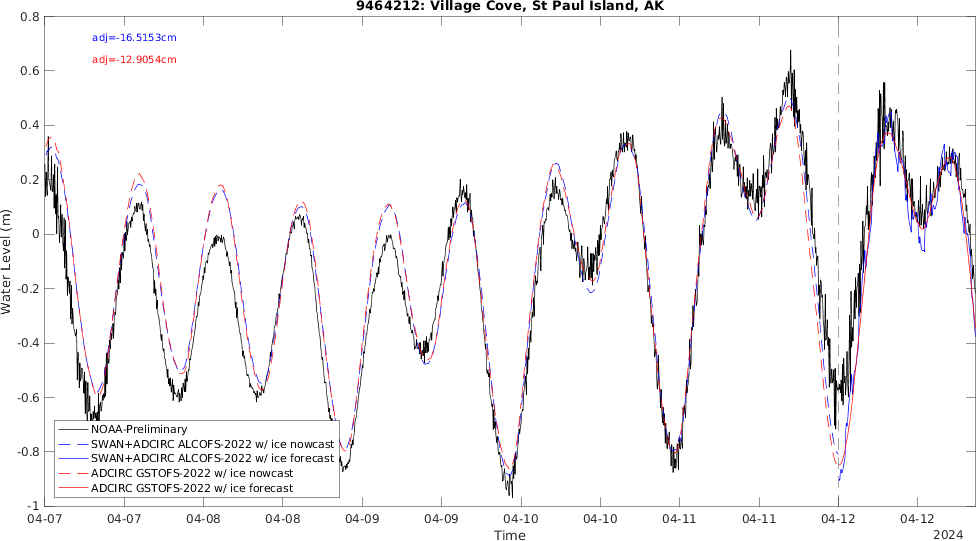 9464212: Village Cove, St Paul Island, AK
adj=-16.5153cm
adj=-12.9054cm
0.8
0.6
0.4
0.2
0
-0.2
-0.4
-0.6
-0.8
-1
Water Level (m)
NOAA-Preliminary
SWAN+ADCIRC ALCOFS-2022 w/ ice nowcast
SWAN+ADCIRC ALCOFS-2022 w/ ice forecast
ADCIRC GSTOFS-2022 w/ ice nowcast
ADCIRC GSTOFS-2022 w/ ice forecast
04-07 04-07 04-08 04-08 04-09 04-09 04-10 04-10 04-11 04-11 04-12 04-12
Time
2024